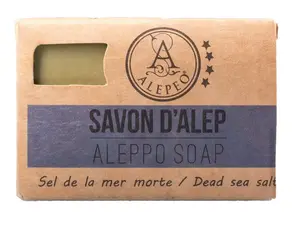 A
ALEPEO
SAVON D'ALEP
ALEPPO SOAP
Sel de la mer morte / Dead sea salt